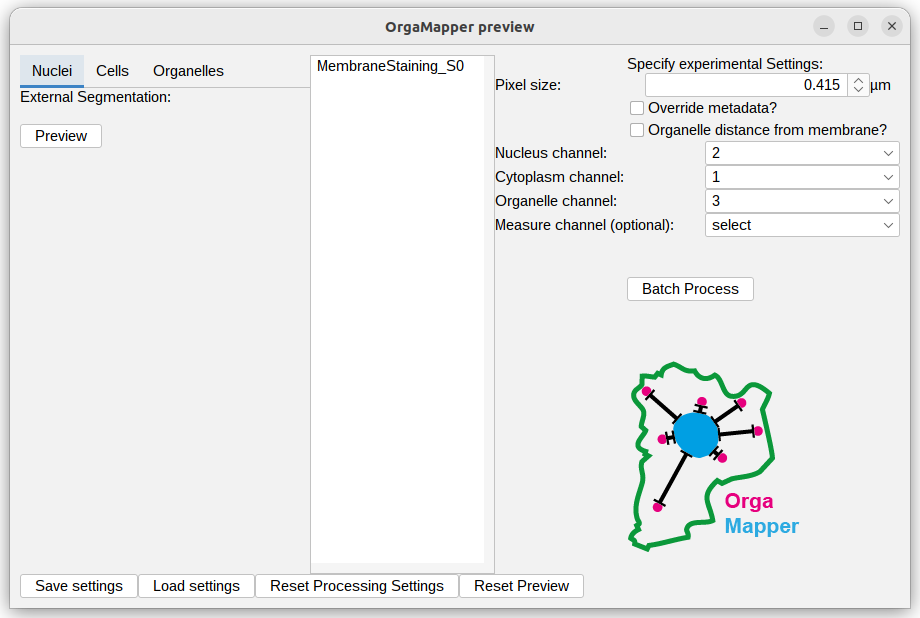 OrgaMapper preview
Nuclei Cells Organelles
External Segmentation:
Preview
MembraneStaining_S0
Specify experimental Settings:
Pixel size: 0.415 µm
Override metadata?
Organelle distance from membrane?
Nucleus channel: 2
Cytoplasm channel: 1
Organelle channel: 3
Measure channel (optional): select
Batch Process
Orga
Mapper
Save settings Load settings Reset Processing Settings Reset Preview